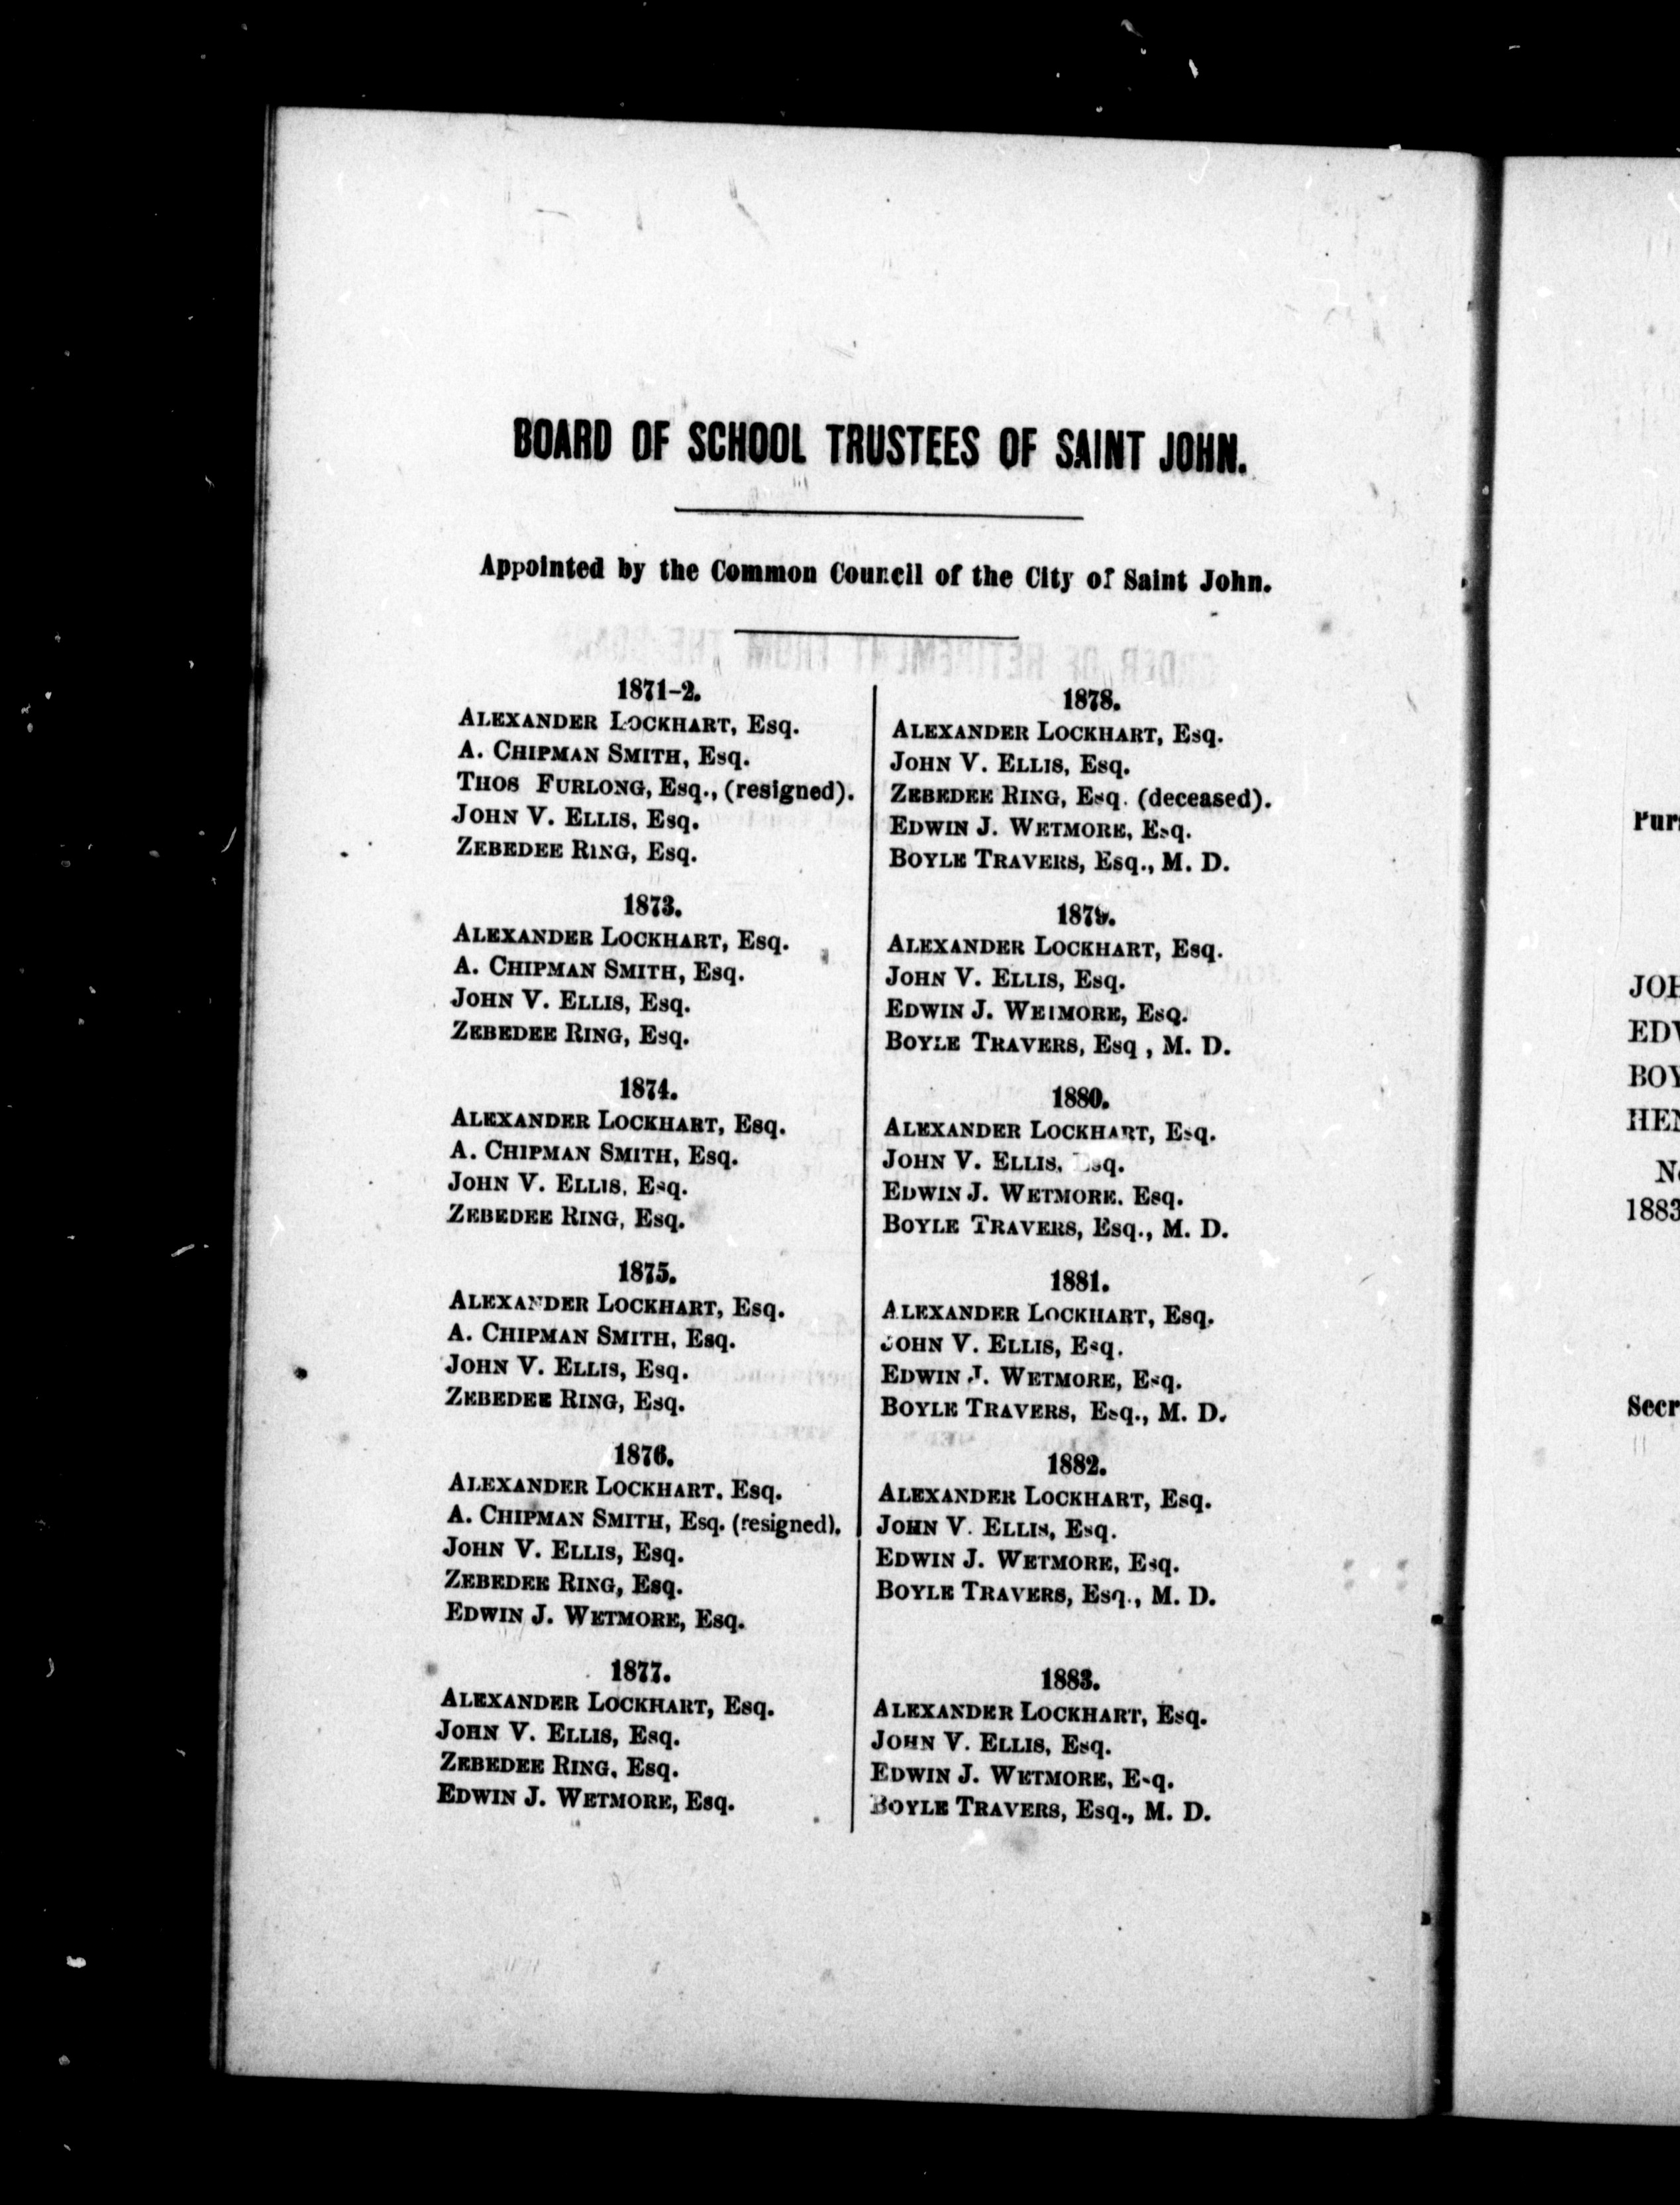 BOARD OF SCHOOL TRUSTEES OF SAINT JOHN.
Appointed by the Common Council of the City of Saint John.
1871-2.
ALEXANDER LOCKHART, Esq.
A. CHIPMAN SMITH, Esq.
THOS FURLONG, Esq., (resigned).
JOHN V. ELLIS, Esq.
ZEBEDEE RING, Esq.
1873.
ALEXANDER LOCKHART, Esq.
A. CHIPMAN SMITH, Esq.
JOHN V. ELLIS, Esq.
ZEBEDEE RING, Esq.
1874.
ALEXANDER LOCKHART, Esq.
A. CHIPMAN SMITH, Esq.
JOHN V. ELLIS, Esq.
ZEBEDEE RING, Esq.
1875.
ALEXANDER LOCKHART, Esq.
A. CHIPMAN SMITH, Esq.
JOHN V. ELLIS, Esq.
ZEBEDEE RING, Esq.
1876.
ALEXANDER LOCKHART. Esq.
A. CHIPMAN SMITH, Esq. (resigned).
JOHN V. ELLIS, Esq.
ZEBEDEE RING, Esq.
EDWIN J. WETMORE, Esq.
1877.
ALEXANDER LOCKHART, Esq.
JOHN V. ELLIS, Esq.
ZEBEDEE RING, Esq.
EDWIN J. WETMORE, Esq.
1878.
ALEXANDER LOCKHART, Esq.
JOHN V. ELLIS, Esq.
ZEBEDEE RING, Esq. (deceased).
EDWIN J. WETMORE, Esq.
BOYLE TRAVERS, Esq., M. D.
1879.
ALEXANDER LOCKHART, Esq.
JOHN V. ELLIS, Esq.
EDWIN J. WETMORE, Esq.
BOYLE TRAVERS, Esq , M. D.
1880.
ALEXANDER LOCKHART, Esq.
JOHN V. ELLIS, Esq.
EDWIN J. WETMORE. Esq.
BOYLE TRAVERS, Esq., M. D.
1881.
ALEXANDER LOCKHART, Esq.
JOHN V. ELLIS, Esq.
EDWIN J. WETMORE, Esq.
BOYLE TRAVERS, Esq., M. D.
1882.
ALEXANDER LOCKHART, Esq.
JOHN V. ELLIS, Esq.
EDWIN J. WETMORE, Esq.
BOYLE TRAVERS, Esq., M. D.
1883.
ALEXANDER LOCKHART, Esq.
JOHN V. ELLIS, Esq.
EDWIN J. WETMORE, Esq.
BOYLE TRAVERS, Esq., M. D.
1883